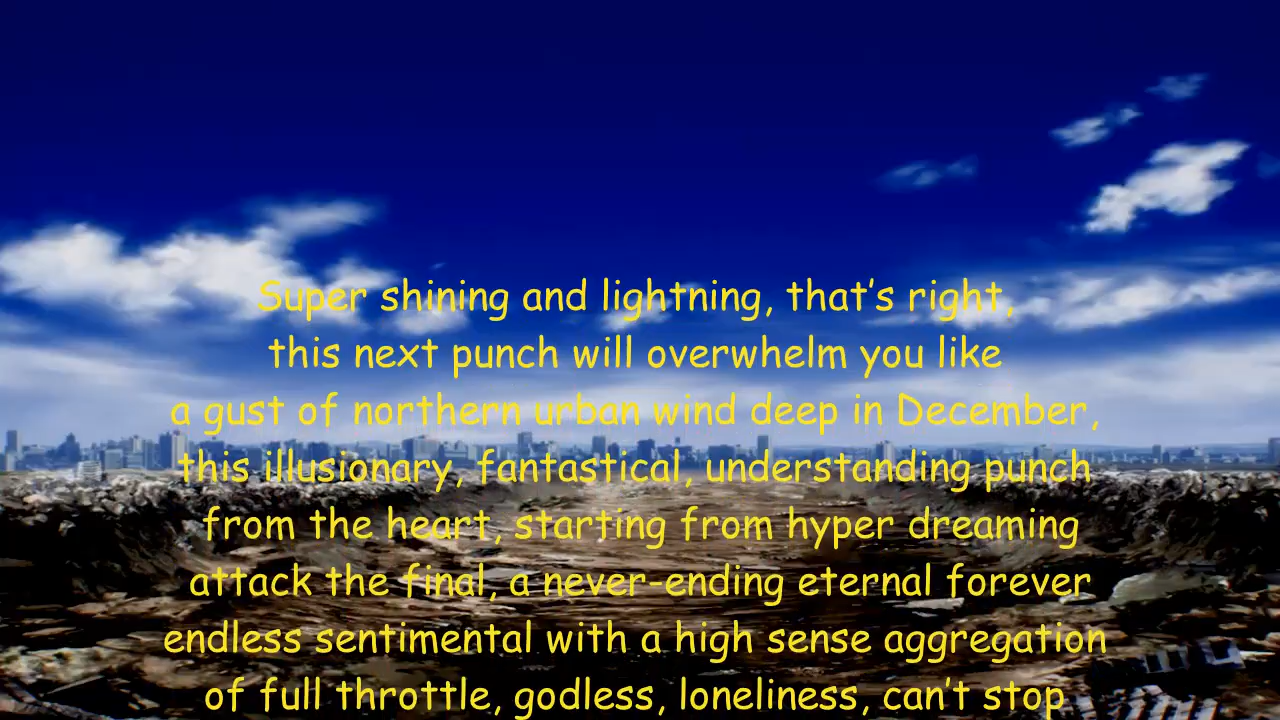 Super shining and lightning, that’s right,
this next punch will overwhelm you like
a gust of northern urban wind deep in December,
this illusionary, fantastical, understanding punch
from the heart, starting from hyper dreaming
attack the final, a never-ending eternal forever
endless sentimental with a high sense aggregation
of full throttle, godless, loneliness, can’t stop